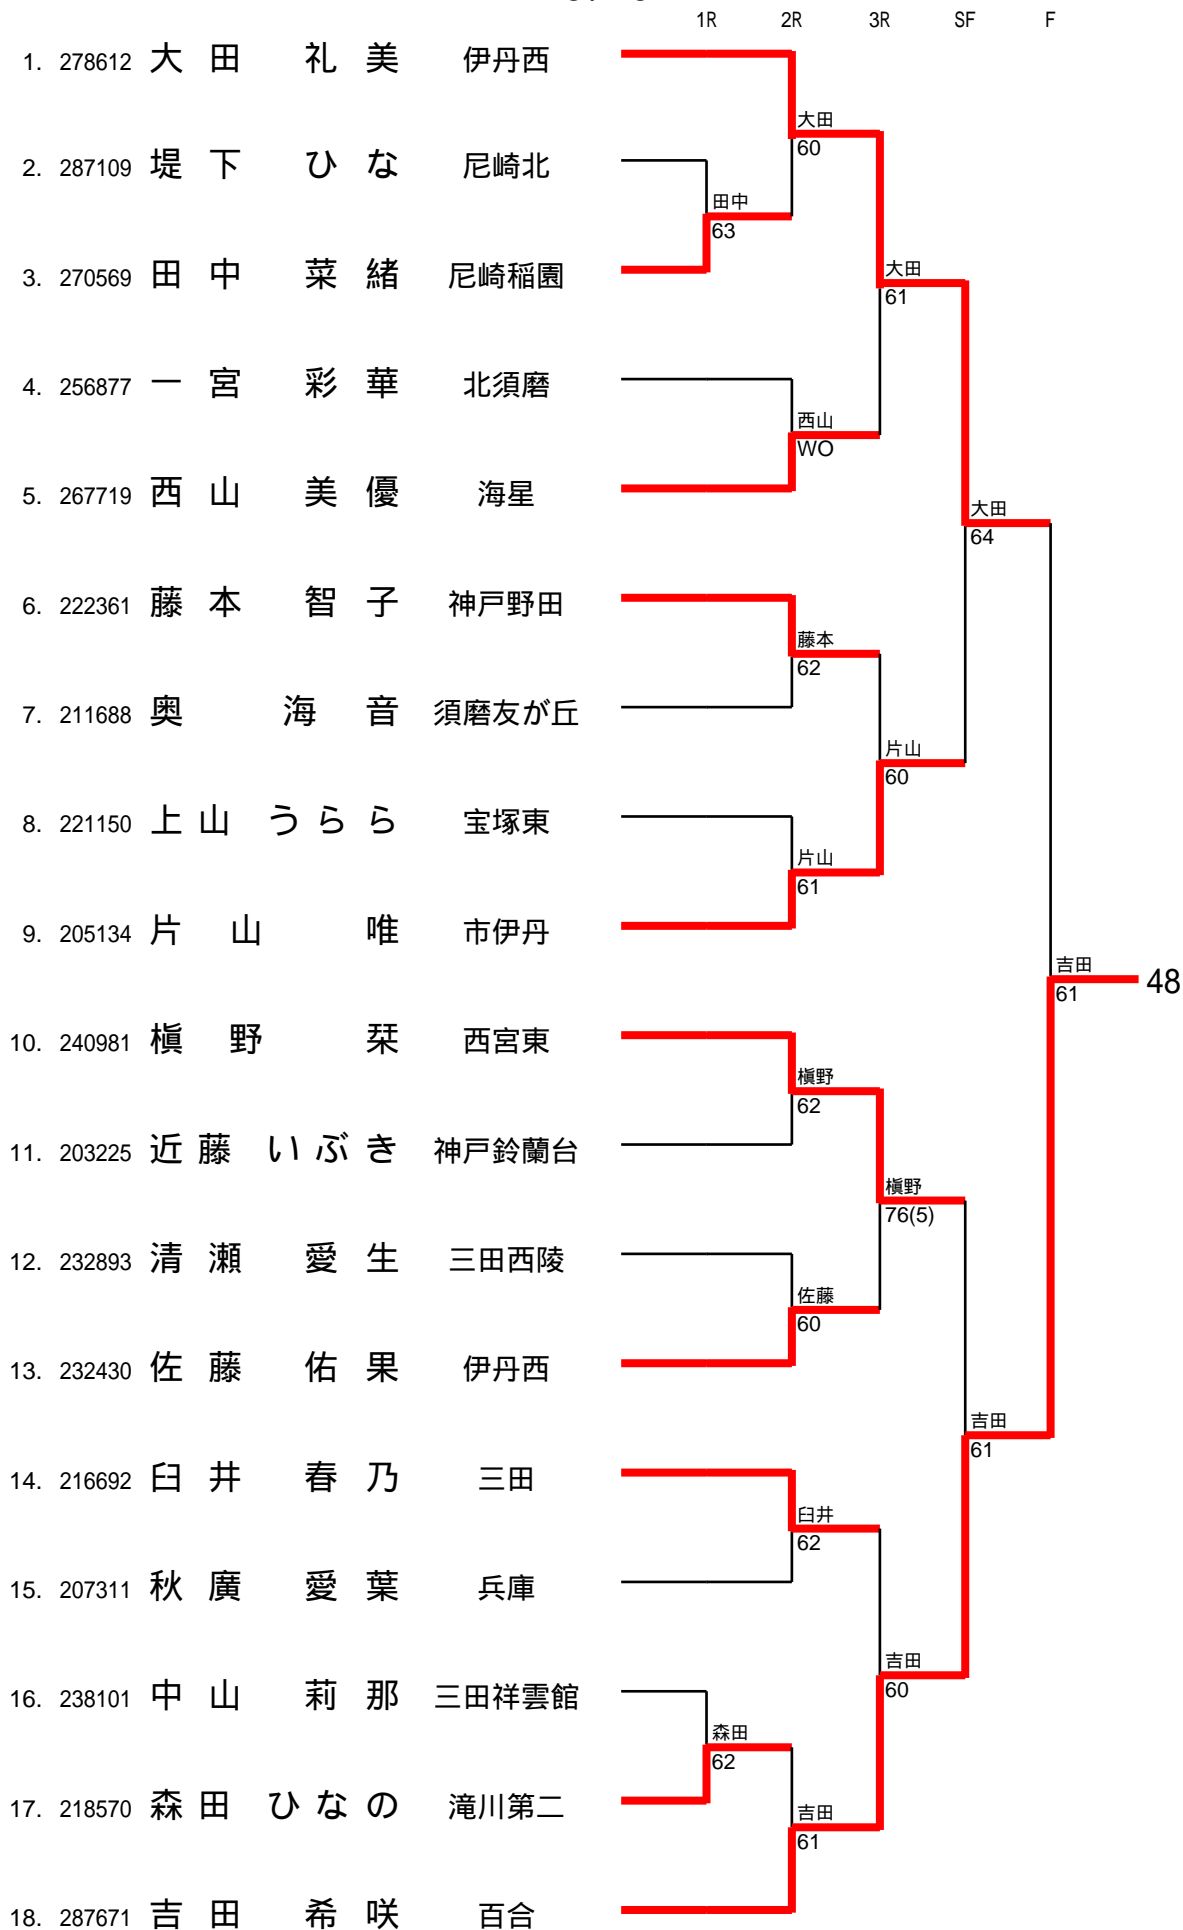 1R 2R 3R SF F
1. 278612 大田 礼美 伊丹西
大田
60
2. 287109 堤下 ひな 尼崎北
田中
63
3. 270569 田中 菜緒 尼崎稲園
大田
61
4. 256877 一宮 彩華 北須磨
西山
WO
5. 267719 西山 美優 海星
大田
64
6. 222361 藤本 智子 神戸野田
藤本
62
7. 211688 奥 海音 須磨友が丘
片山
60
8. 221150 上山 うらら 宝塚東
片山
61
9. 205134 片山 唯 市伊丹
吉田
61
48
10. 240981 槇野 栞 西宮東
槇野
62
11. 203225 近藤 いぶき 神戸鈴蘭台
槇野
76(5)
12. 232893 清瀬 愛生 三田西陵
佐藤
60
13. 232430 佐藤 佑果 伊丹西
吉田
61
14. 216692 臼井 春乃 三田
臼井
62
15. 207311 秋廣 愛葉 兵庫
吉田
60
16. 238101 中山 莉那 三田祥雲館
森田
62
17. 218570 森田 ひなの 滝川第二
吉田
61
18. 287671 吉田 希咲 百合